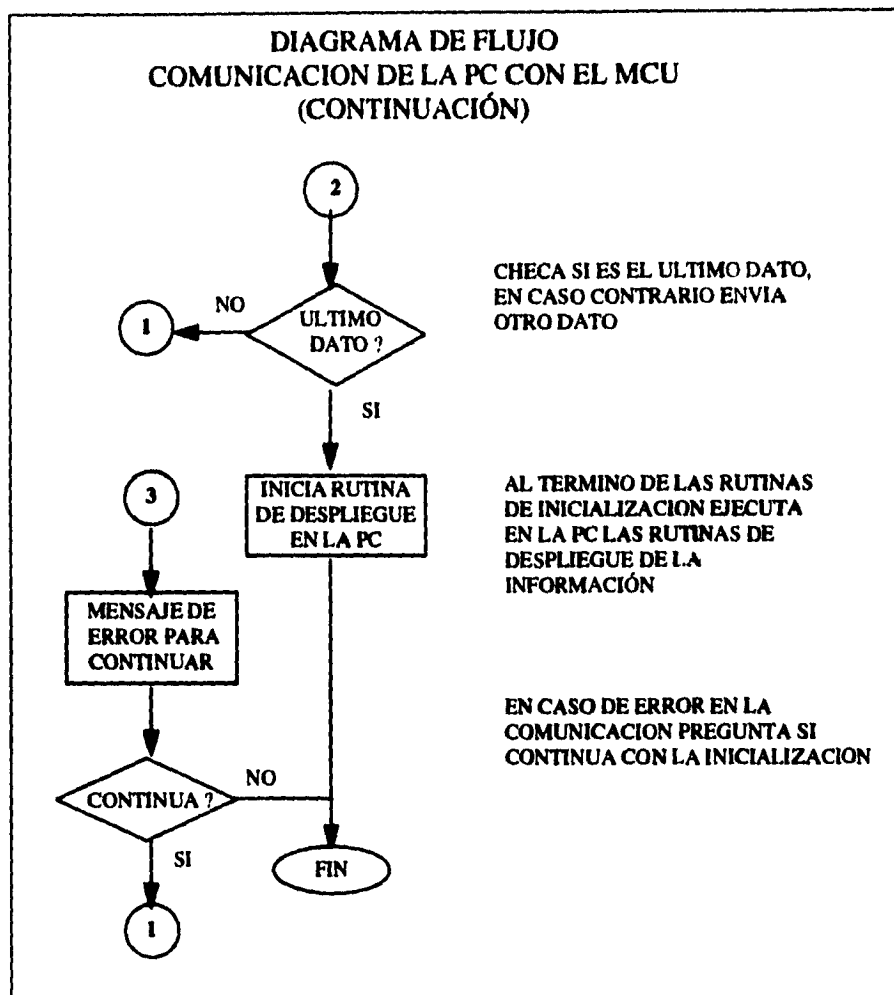 DIAGRAMA DE FLUJO
COMUNICACION DE LA PC CON EL MCU
(CONTINUACIÓN)
2
CHECA SI ES EL ULTIMO DATO,
EN CASO CONTRARIO ENVIA
OTRO DATO
NO
1
ULTIMO
DATO ?
SI
3
INICIA RUTINA
DE DESPLIEGUE
EN LA PC
AL TERMINO DE LAS RUTINAS
DE INICIALIZACION EJECUTA
EN LA PC LAS RUTINAS DE
DESPLIEGUE DE LA
INFORMACIÓN
MENSAJE DE
ERROR PARA
CONTINUAR
EN CASO DE ERROR EN LA
COMUNICACION PREGUNTA SI
CONTINUA CON LA INICIALIZACION
CONTINUA ?
NO
SI
FIN
1